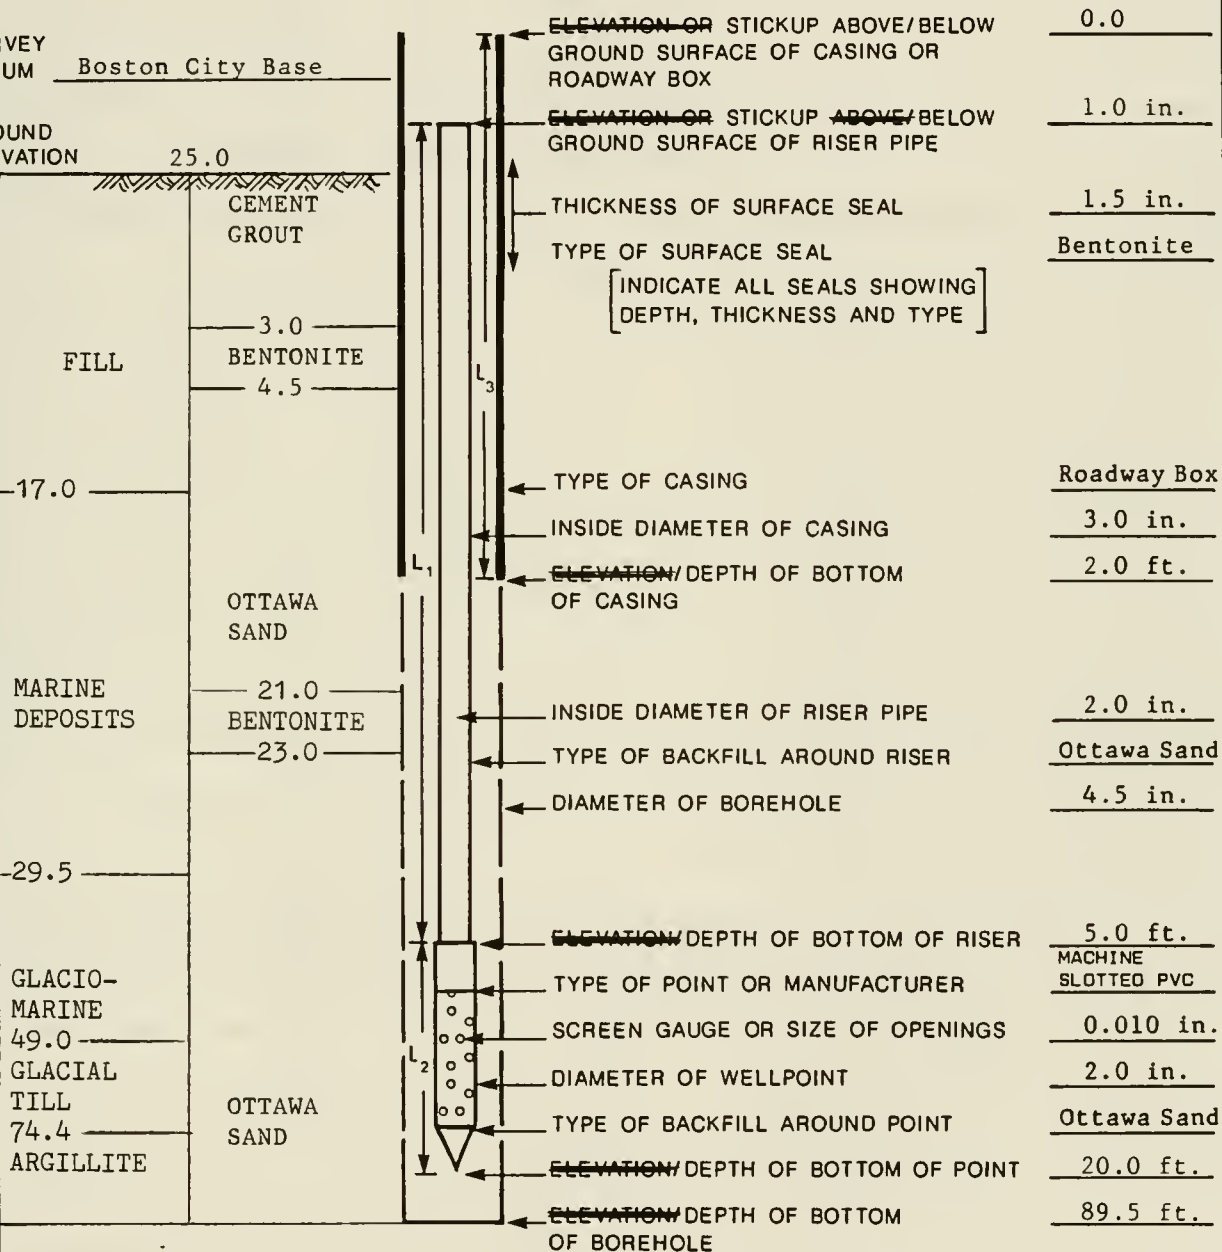 RVEY
UM Boston City Base
OUND
VATION 25.0
CEMENT
GROUT
3.0
FILL
BENTONITE
4.5
17.0
OTTAWA
SAND
MARINE
DEPOSITS
21.0
BENTONITE
23.0
29.5
GLACIO-
MARINE
49.0
GLACIAL
TILL
74.4
ARGILLITE
OTTAWA
SAND
L1
L3
L2
ELEVATION OR STICKUP ABOVE/BELOW 0.0
GROUND SURFACE OF CASING OR
ROADWAY BOX
ELEVATION OR STICKUP ABOVE/BELOW 1.0 in.
GROUND SURFACE OF RISER PIPE
THICKNESS OF SURFACE SEAL 1.5 in.
TYPE OF SURFACE SEAL Bentonite
[INDICATE ALL SEALS SHOWING
DEPTH, THICKNESS AND TYPE]
TYPE OF CASING Roadway Box
INSIDE DIAMETER OF CASING 3.0 in.
ELEVATION/DEPTH OF BOTTOM 2.0 ft.
OF CASING
INSIDE DIAMETER OF RISER PIPE 2.0 in.
TYPE OF BACKFILL AROUND RISER Ottawa Sand
DIAMETER OF BOREHOLE 4.5 in.
ELEVATION/DEPTH OF BOTTOM OF RISER 5.0 ft.
MACHINE
TYPE OF POINT OR MANUFACTURER SLOTTED PVC
SCREEN GAUGE OR SIZE OF OPENINGS 0.010 in.
DIAMETER OF WELLPOINT 2.0 in.
TYPE OF BACKFILL AROUND POINT Ottawa Sand
ELEVATION/DEPTH OF BOTTOM OF POINT 20.0 ft.
ELEVATION/DEPTH OF BOTTOM 89.5 ft.
OF BOREHOLE